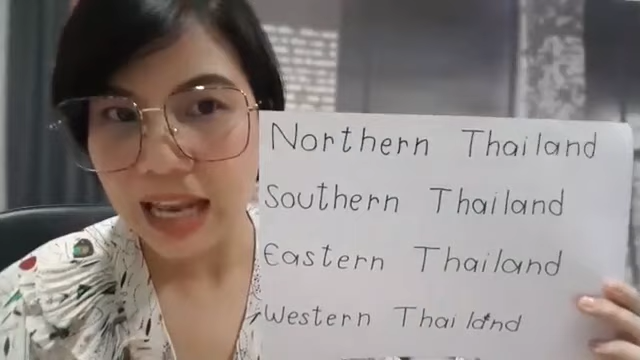 Northern Thailand
Southern Thailand
Eastern Thailand
Western Thailand